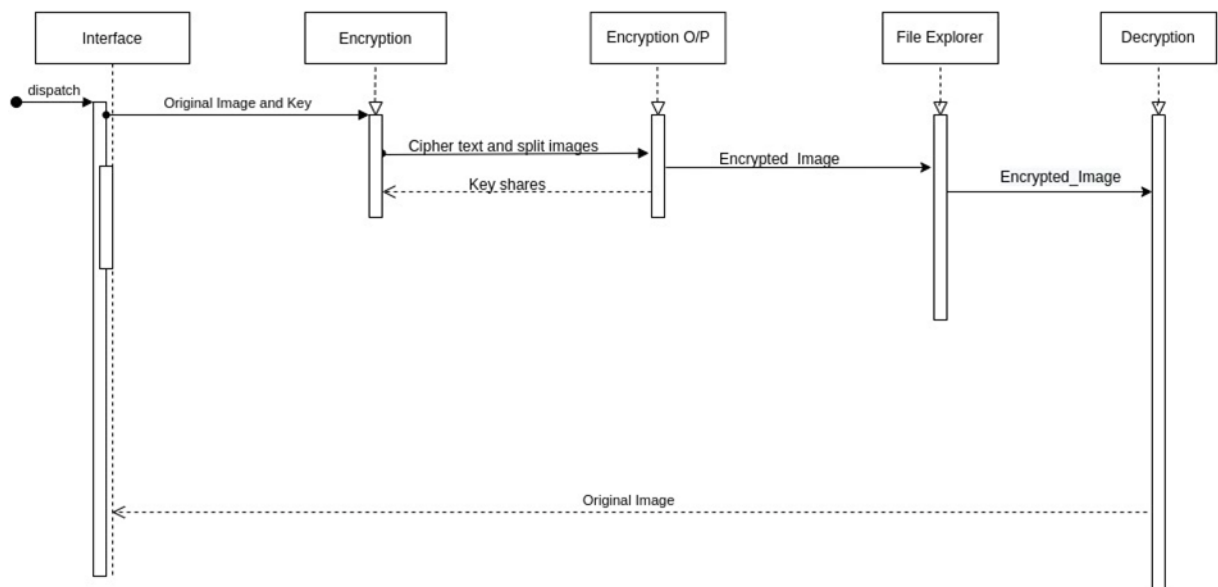 Interface
Encryption
Encryption O/P
File Explorer
Decryption
dispatch
Original Image and Key
Cipher text and split images
Encrypted_Image
Encrypted_Image
Key shares
Original Image